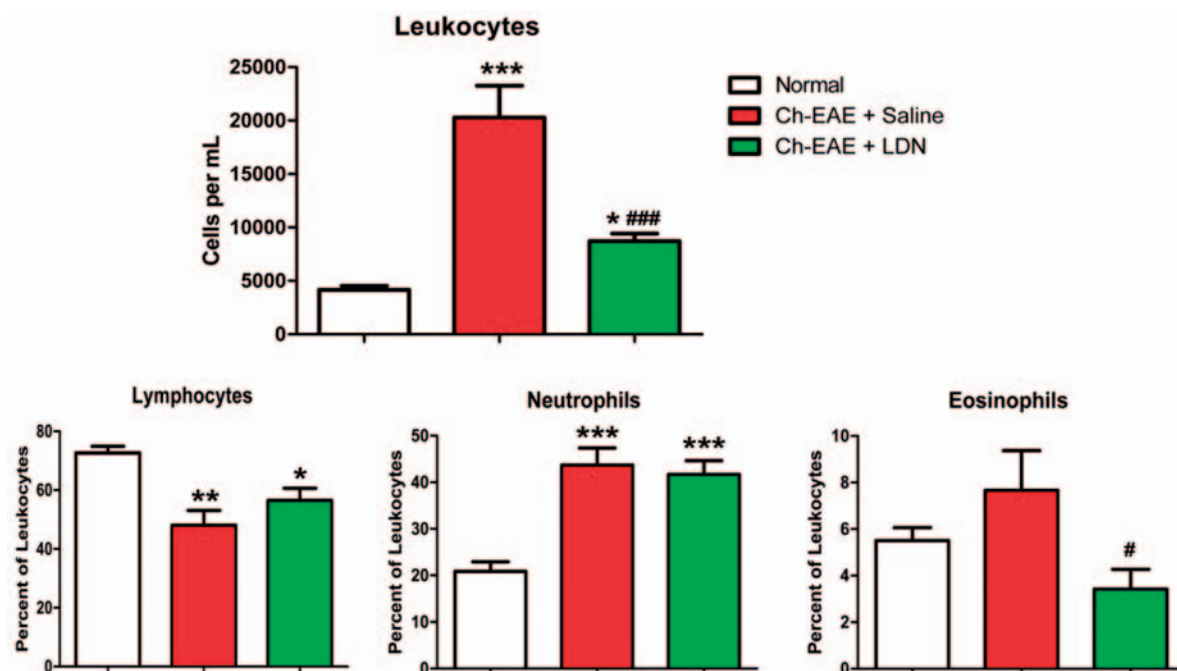 Leukocytes
Cells per mL
25000
20000
15000
10000
5000
0
***
* ###
Normal
Ch-EAE + Saline
Ch-EAE + LDN
Lymphocytes
Percent of Leukocytes
80
60
40
20
0
**
*
Neutrophils
Percent of Leukocytes
50
40
30
20
10
0
***
***
Eosinophils
Percent of Leukocytes
10
8
6
4
2
0
#